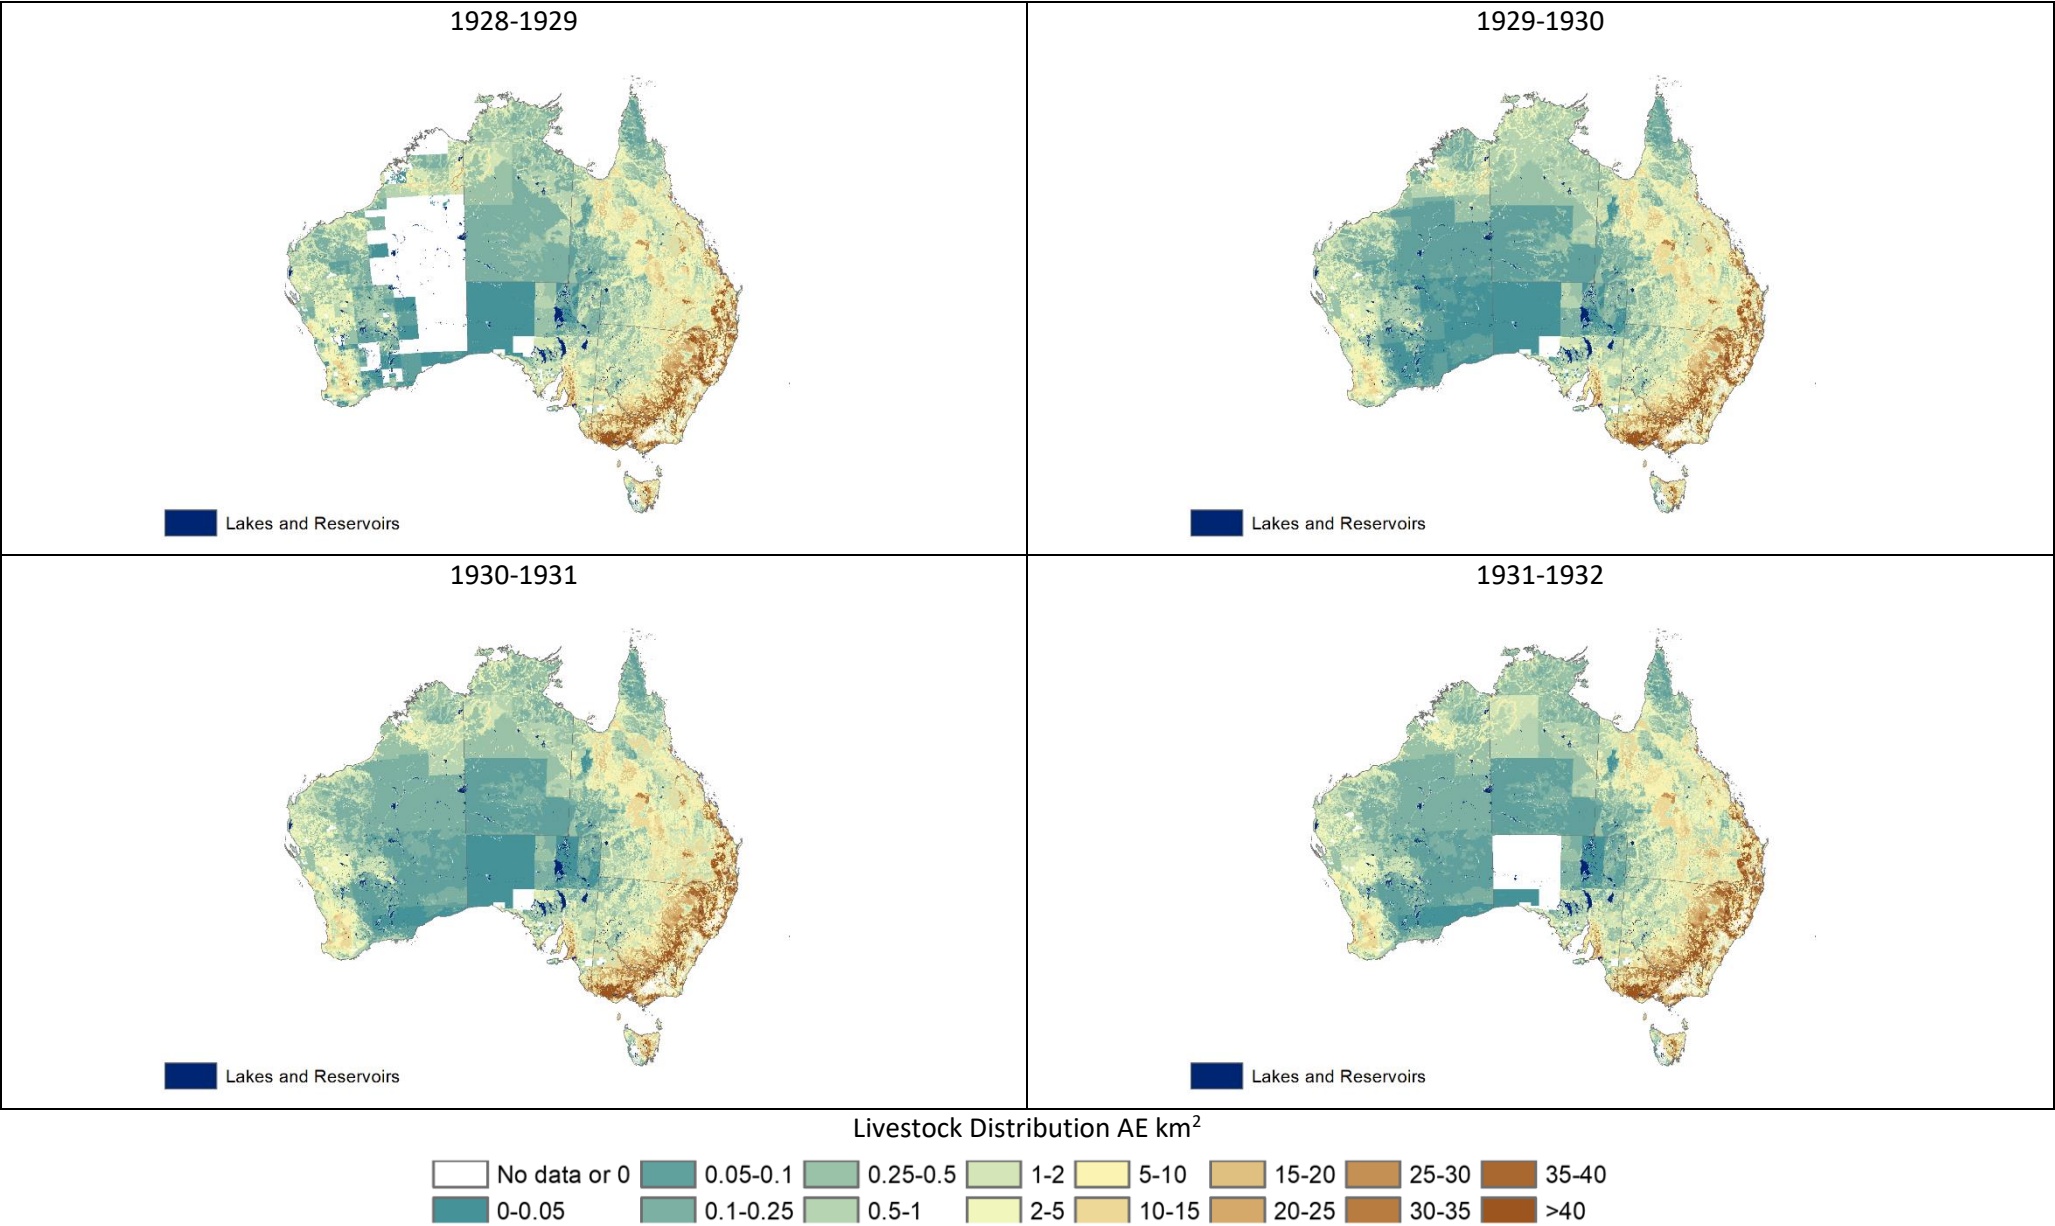 1928-1929
1929-1930
Lakes and Reservoirs
Lakes and Reservoirs
1930-1931
1931-1932
Lakes and Reservoirs
Lakes and Reservoirs
Livestock Distribution AE km²
No data or 0 0.05-0.1 0.25-0.5 1-2 5-10 15-20 25-30 35-40
0-0.05 0.1-0.25 0.5-1 2-5 10-15 20-25 30-35 >40